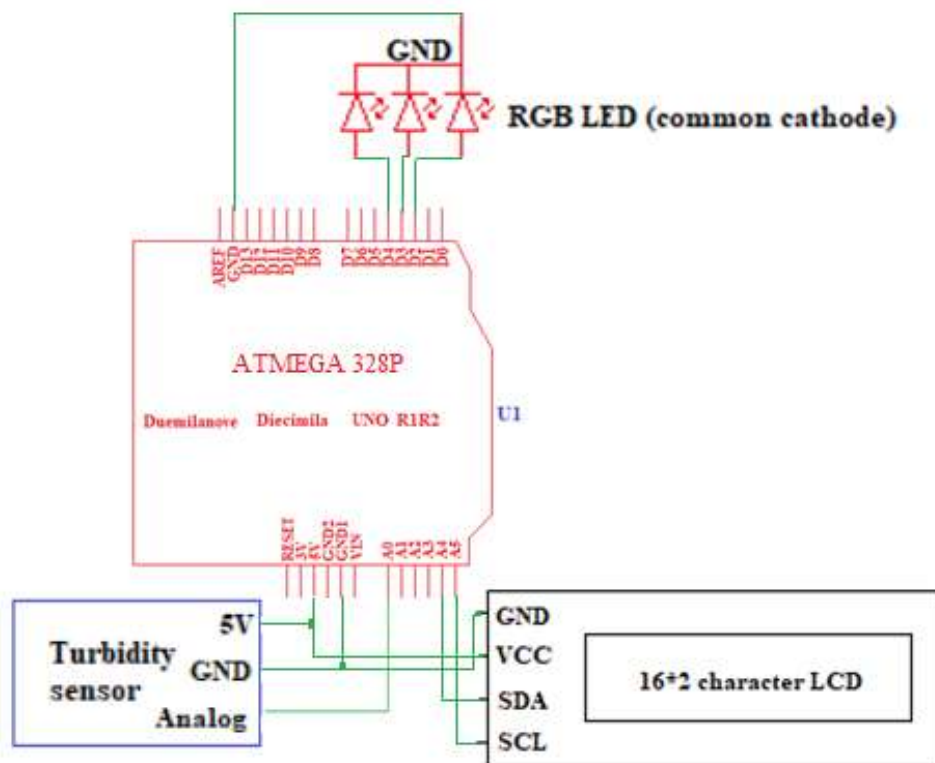 GND
RGB LED (common cathode)
AREF
GND
D13
D12
D11
D10
D9
D8
D7
D6
D5
D4
D3
D2
D1
D0
ATMEGA 328P
Duemilanove Diecimila UNO R1R2
U1
RESET
3V
5V
GND2
GND1
VIN
A0
A1
A2
A3
A4
A5
5V
Turbidity
sensor
GND
Analog
GND
VCC
SDA
SCL
16*2 character LCD